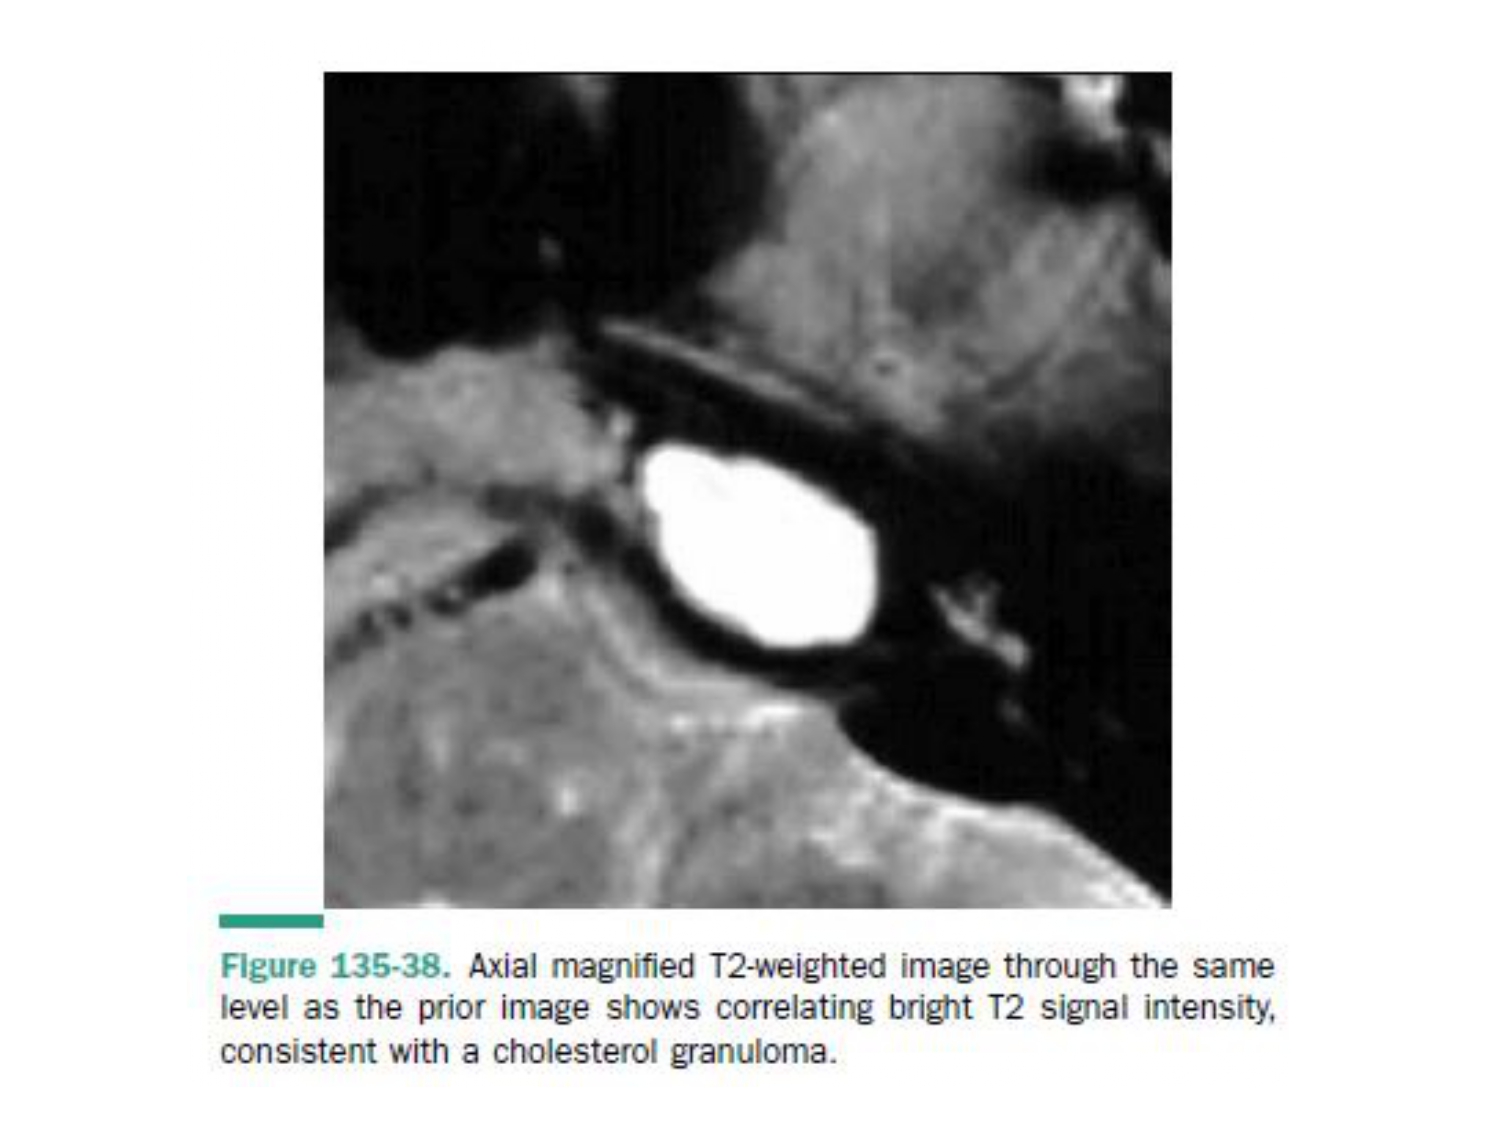 Figure 135-38. Axial magnified T2-weighted image through the same
level as the prior image shows correlating bright T2 signal intensity,
consistent with a cholesterol granuloma.